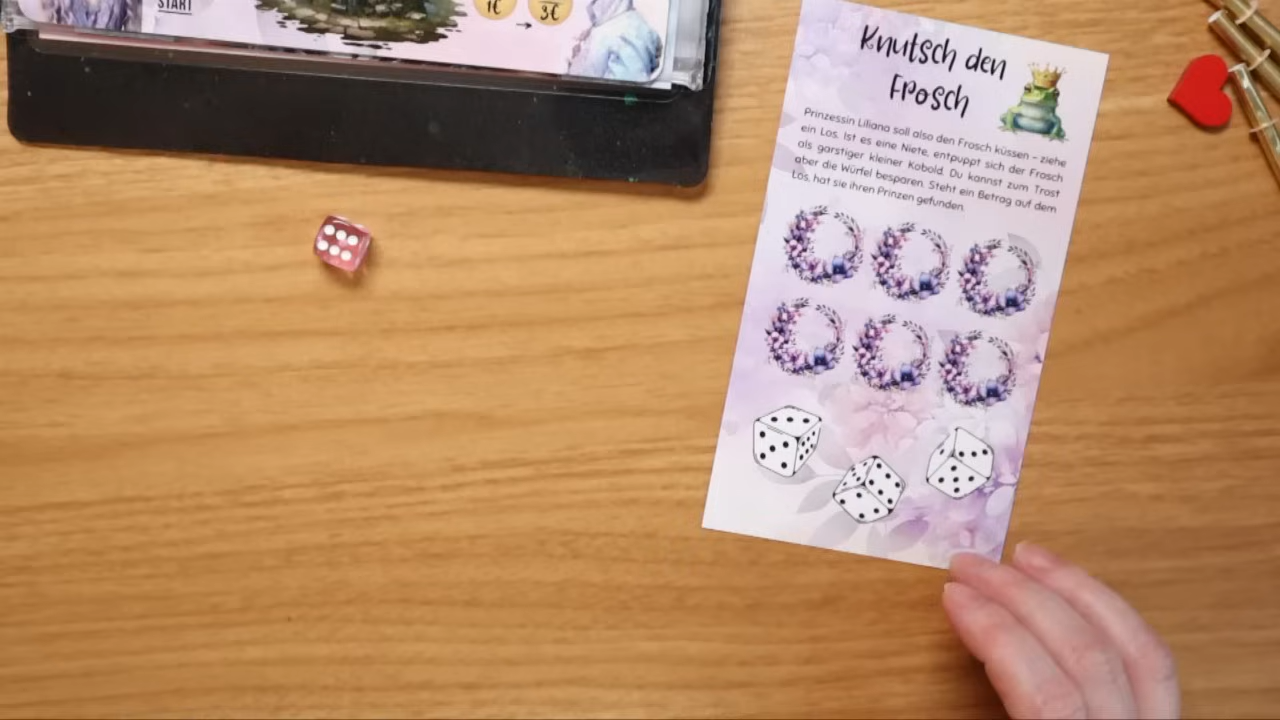 START
1€
3€
Knutsch den
Frosch
Prinzessin Liliana soll also den Frosch küssen - ziehe
ein Los. Ist es eine Niete, entpuppt sich der Frosch
als garstiger kleiner Kobold. Du kannst zum Trost
aber die Würfel besparen. Steht ein Betrag auf dem
Los, hat sie ihren Prinzen gefunden.